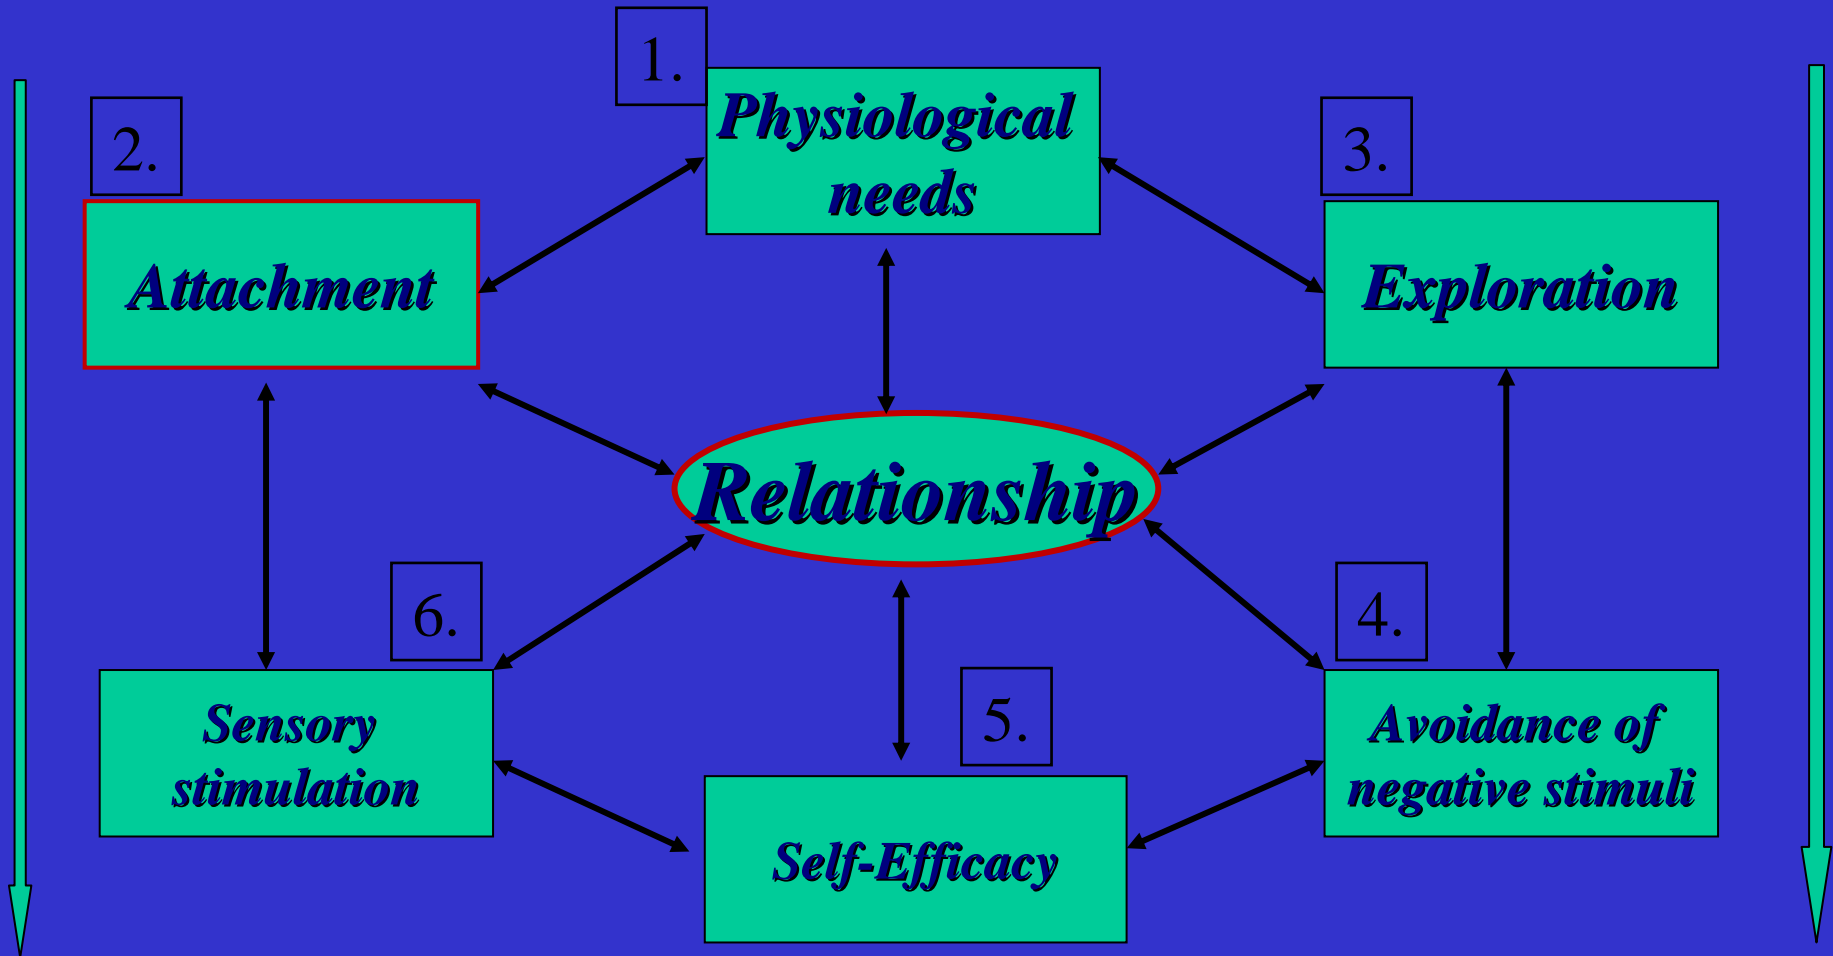 1.
Physiological
needs
2.
Attachment
3.
Exploration
Relationship
6.
Sensory
stimulation
5.
Self-Efficacy
4.
Avoidance of
negative stimuli